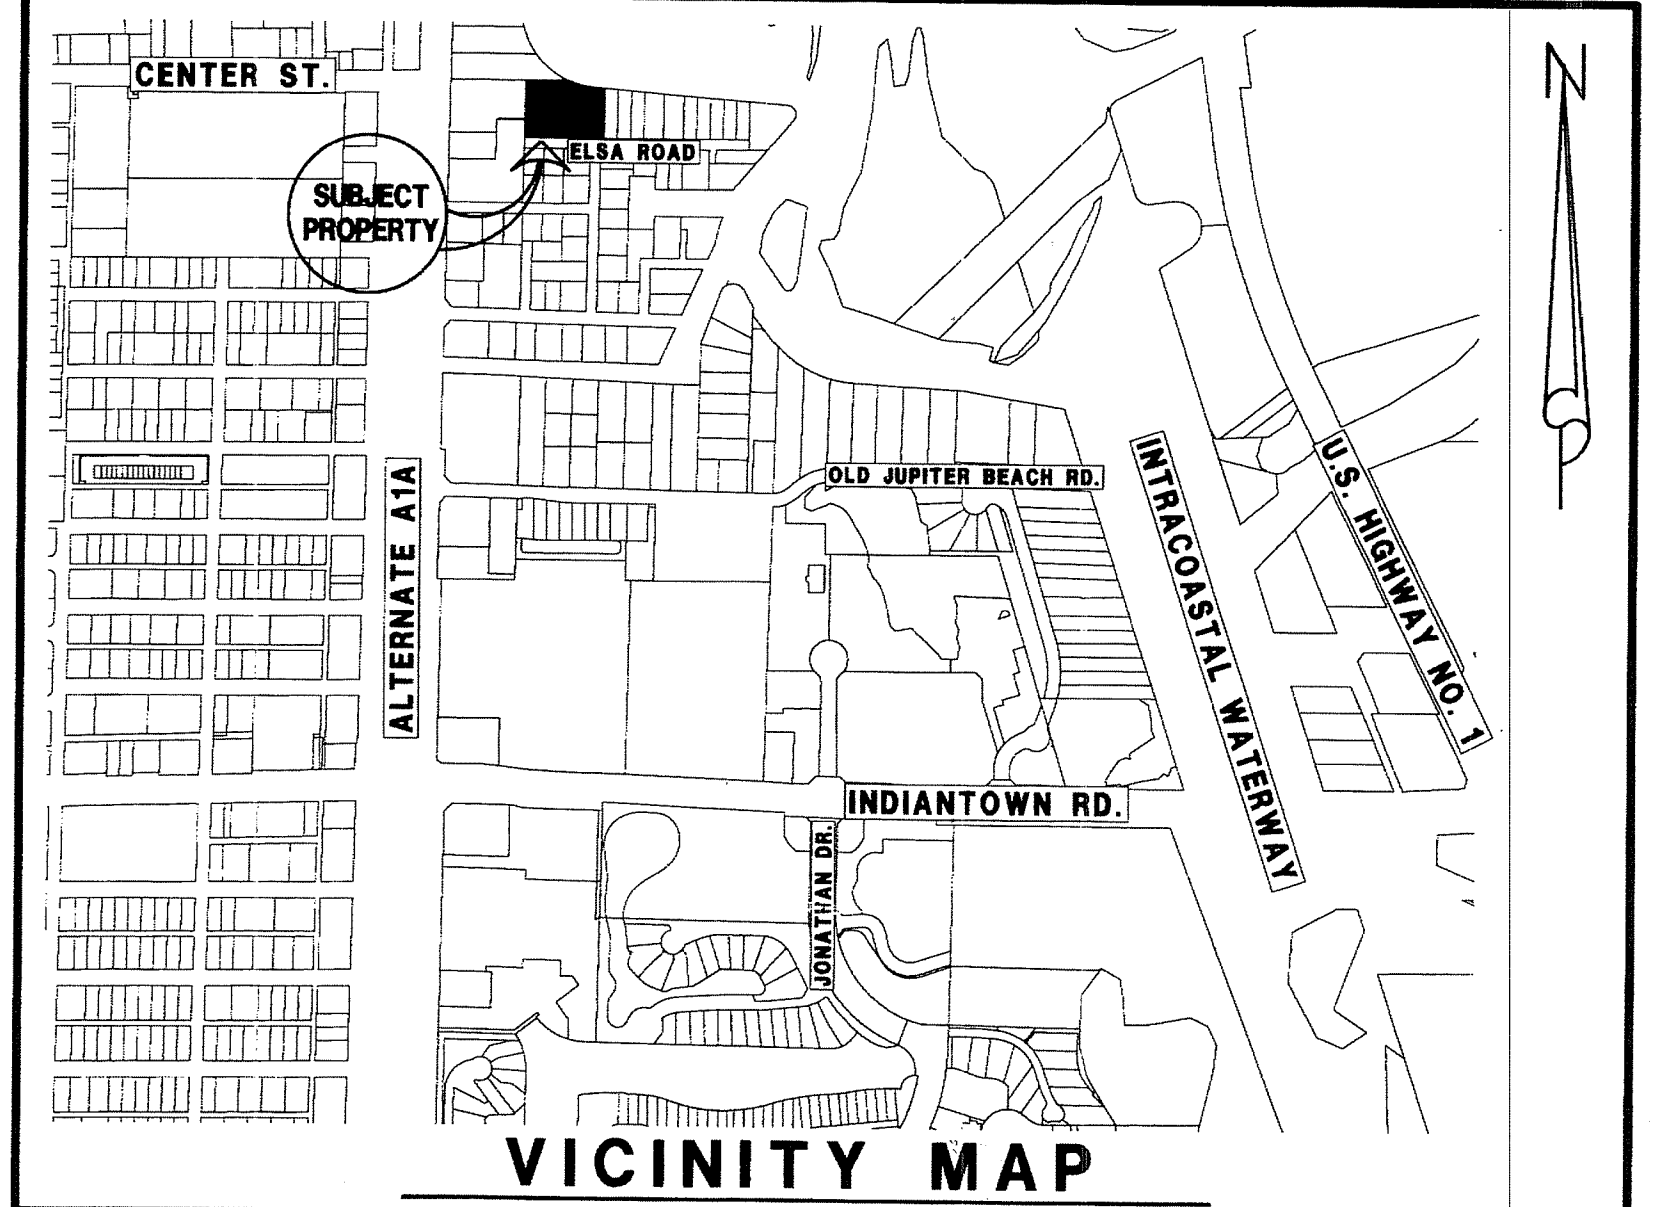 N
CENTER ST.
ELSA ROAD
SUBJECT
PROPERTY
OLD JUPITER BEACH RD.
ALTERNATE A1A
INTRACOASTAL WATERWAY
U.S. HIGHWAY NO. 1
INDIANTOWN RD.
JONATHAN DR.
VICINITY MAP